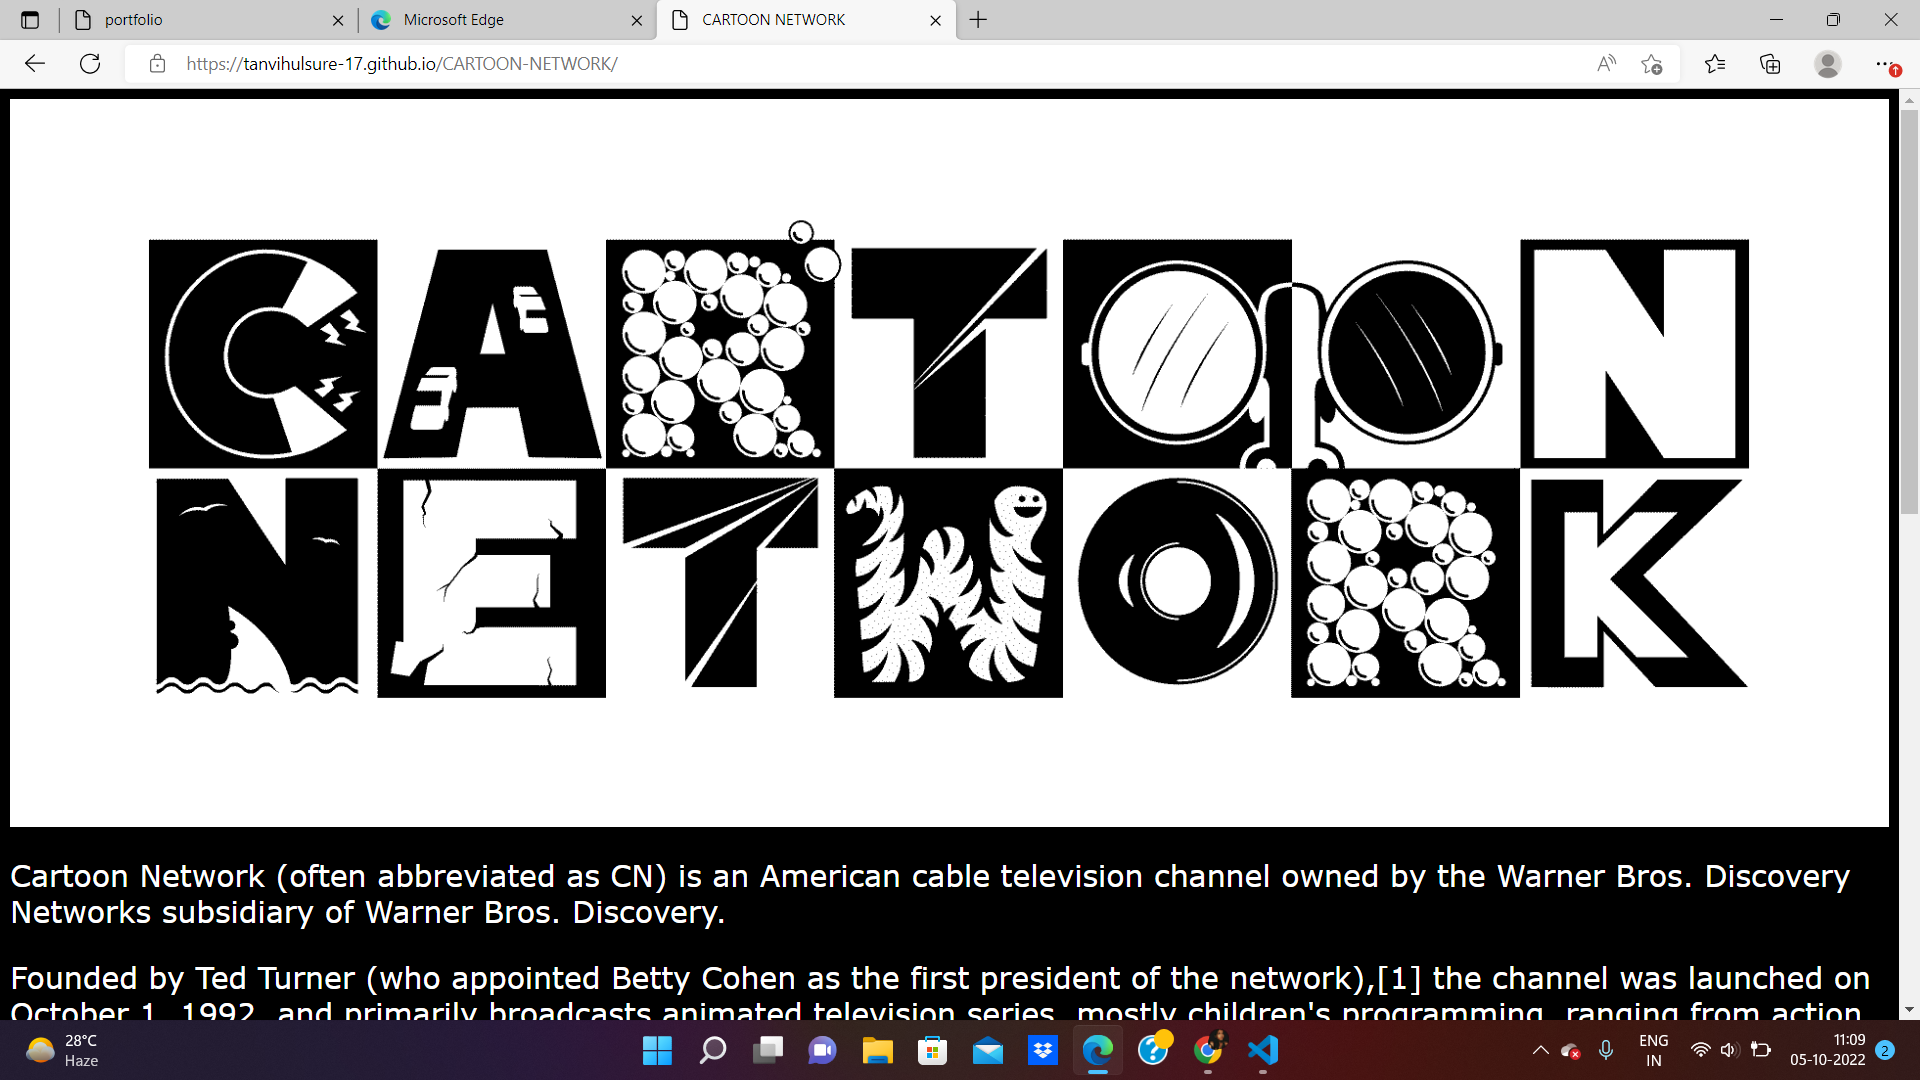 portfolio
Microsoft Edge
CARTOON NETWORK
https://tanvihulsure-17.github.io/CARTOON-NETWORK/
CARTOON
NETWORK
Cartoon Network (often abbreviated as CN) is an American cable television channel owned by the Warner Bros. Discovery
Networks subsidiary of Warner Bros. Discovery.
Founded by Ted Turner (who appointed Betty Cohen as the first president of the network),[1] the channel was launched on
October 1, 1992, and primarily broadcasts animated television series, mostly children's programming, ranging from action
28°C
Haze
ENG
IN
11:09
05-10-2022
2